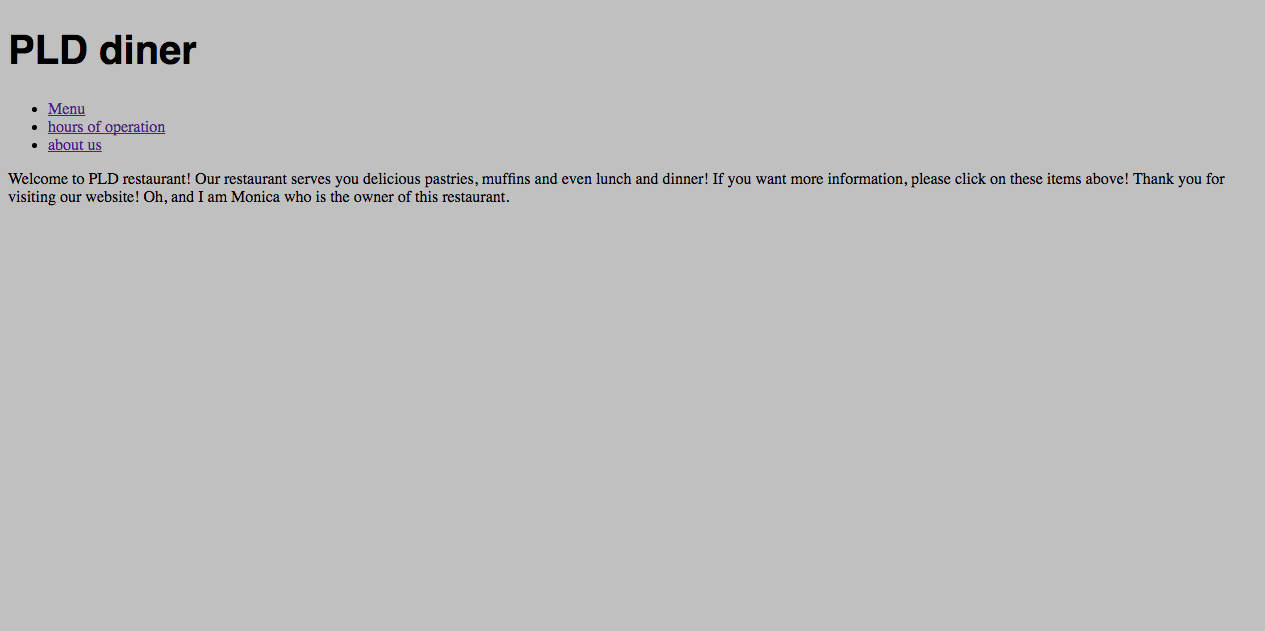 PLD diner
Menu
hours of operation
about us
Welcome to PLD restaurant! Our restaurant serves you delicious pastries, muffins and even lunch and dinner! If you want more information, please click on these items above! Thank you for
visiting our website! Oh, and I am Monica who is the owner of this restaurant.